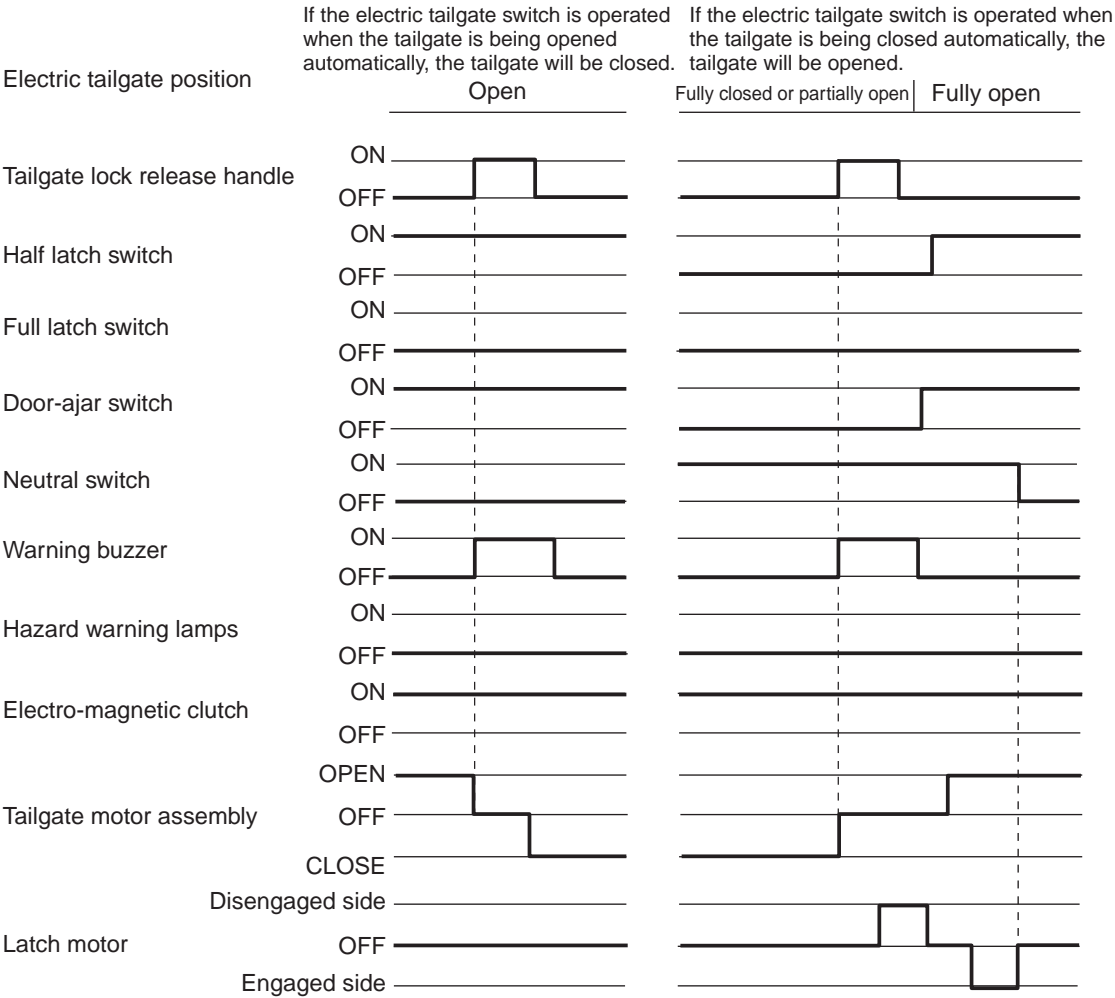 If the electric tailgate switch is operated
when the tailgate is being opened
automatically, the tailgate will be closed.
If the electric tailgate switch is operated when
the tailgate is being closed automatically, the
tailgate will be opened.
Electric tailgate position
Open
Fully closed or partially open
Fully open
Tailgate lock release handle
ON
OFF
Half latch switch
ON
OFF
Full latch switch
ON
OFF
Door-ajar switch
ON
OFF
Neutral switch
ON
OFF
Warning buzzer
ON
OFF
Hazard warning lamps
ON
OFF
Electro-magnetic clutch
ON
OFF
Tailgate motor assembly
OPEN
OFF
CLOSE
Latch motor
Disengaged side
OFF
Engaged side